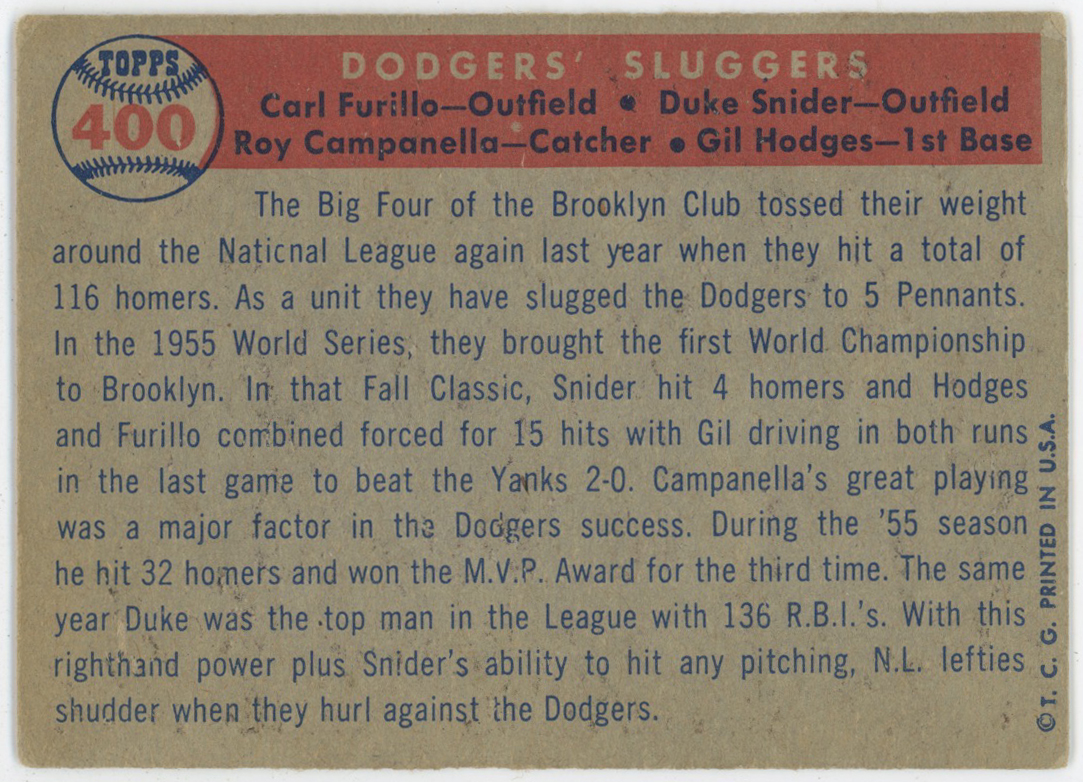 TOPPS
400
DODGERS' SLUGGERS
Carl Furillo—Outfield • Duke Snider—Outfield
Roy Campanella—Catcher • Gil Hodges—1st Base
The Big Four of the Brooklyn Club tossed their weight
around the National League again last year when they hit a total of
116 homers. As a unit they have slugged the Dodgers to 5 Pennants.
In the 1955 World Series, they brought the first World Championship
to Brooklyn. In that Fall Classic, Snider hit 4 homers and Hodges
and Furillo combined forced for 15 hits with Gil driving in both runs
in the last game to beat the Yanks 2-0. Campanella's great playing
was a major factor in the Dodgers success. During the '55 season
he hit 32 homers and won the M.V.P. Award for the third time. The same
year Duke was the top man in the League with 136 R.B.I.'s. With this
righthand power plus Snider's ability to hit any pitching, N.L. lefties
shudder when they hurl against the Dodgers.
©T. C. G. PRINTED IN U.S.A.